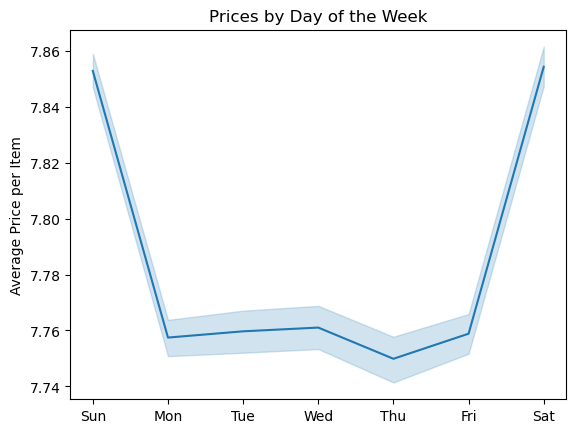 Prices by Day of the Week
Average Price per Item
7.86
7.84
7.82
7.80
7.78
7.76
7.74
Sun Mon Tue Wed Thu Fri Sat